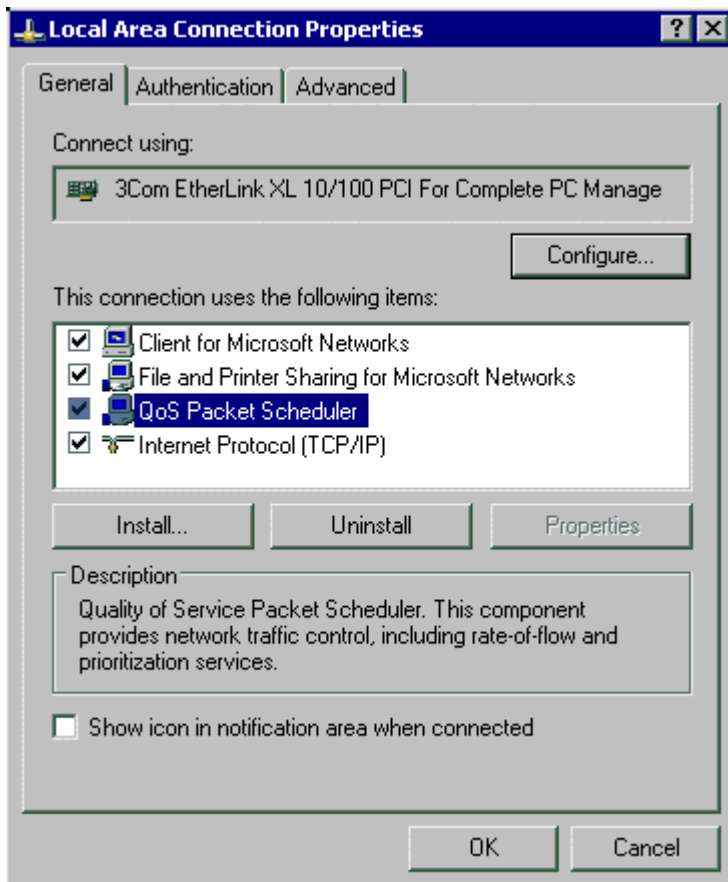 Local Area Connection Properties
General Authentication Advanced
Connect using:
3Com EtherLink XL 10/100 PCI For Complete PC Manage
Configure...
This connection uses the following items:
Client for Microsoft Networks
File and Printer Sharing for Microsoft Networks
QoS Packet Scheduler
Internet Protocol (TCP/IP)
Install... Uninstall Properties
Description
Quality of Service Packet Scheduler. This component
provides network traffic control, including rate-of-flow and
prioritization services.
Show icon in notification area when connected
OK Cancel